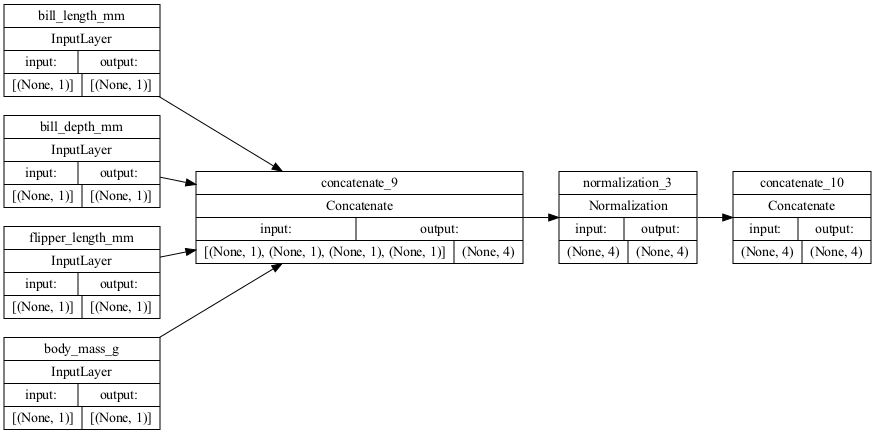 bill_length_mm
InputLayer
input: output:
[(None, 1)] [(None, 1)]
bill_depth_mm
InputLayer
input: output:
[(None, 1)] [(None, 1)]
flipper_length_mm
InputLayer
input: output:
[(None, 1)] [(None, 1)]
body_mass_g
InputLayer
input: output:
[(None, 1)] [(None, 1)]
concatenate_9
Concatenate
input: output:
[(None, 1), (None, 1), (None, 1), (None, 1)] (None, 4)
normalization_3
Normalization
input: output:
(None, 4) (None, 4)
concatenate_10
Concatenate
input: output:
(None, 4) (None, 4)